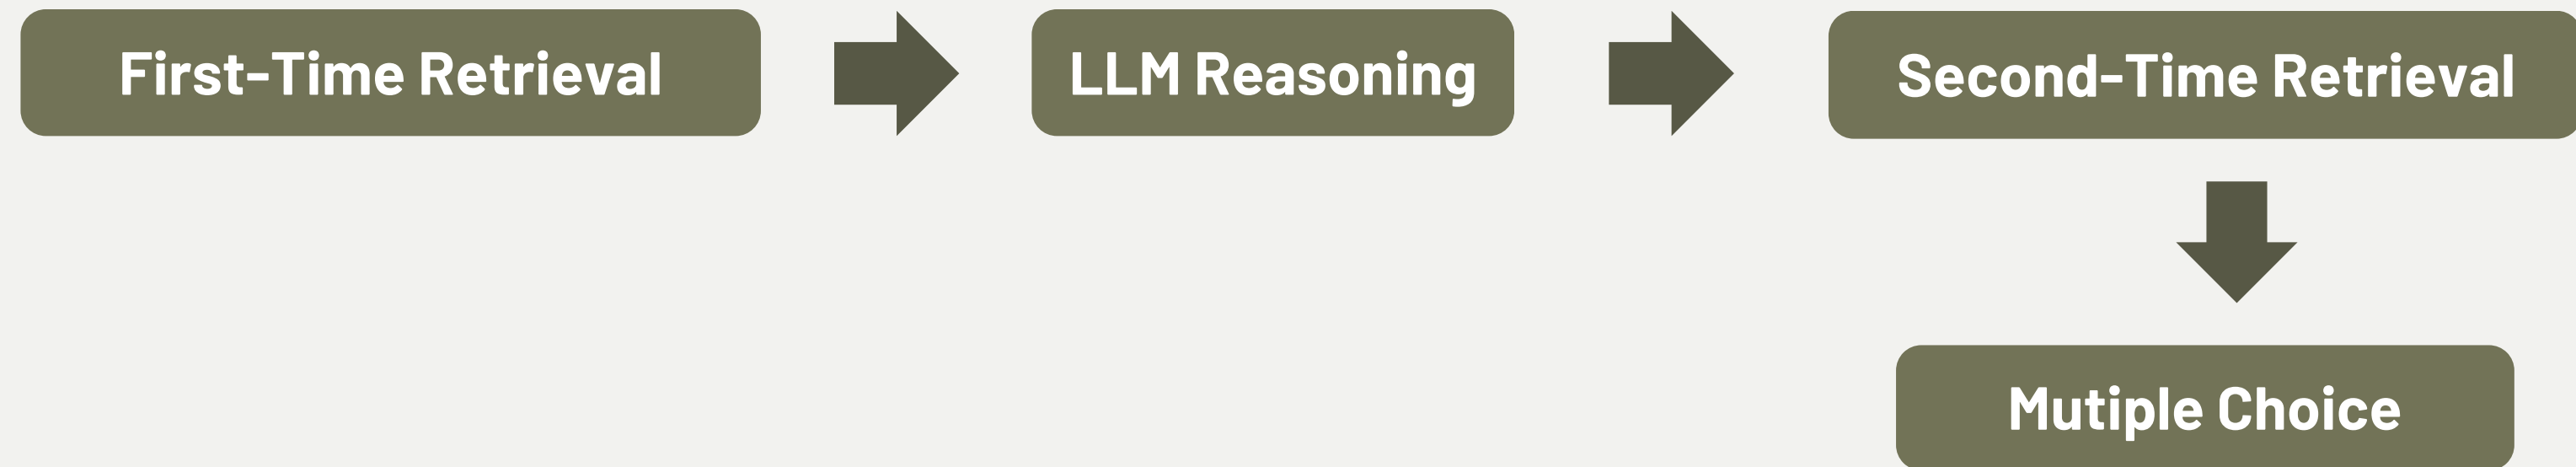 First-Time Retrieval
LLM Reasoning
Second-Time Retrieval
Mutiple Choice